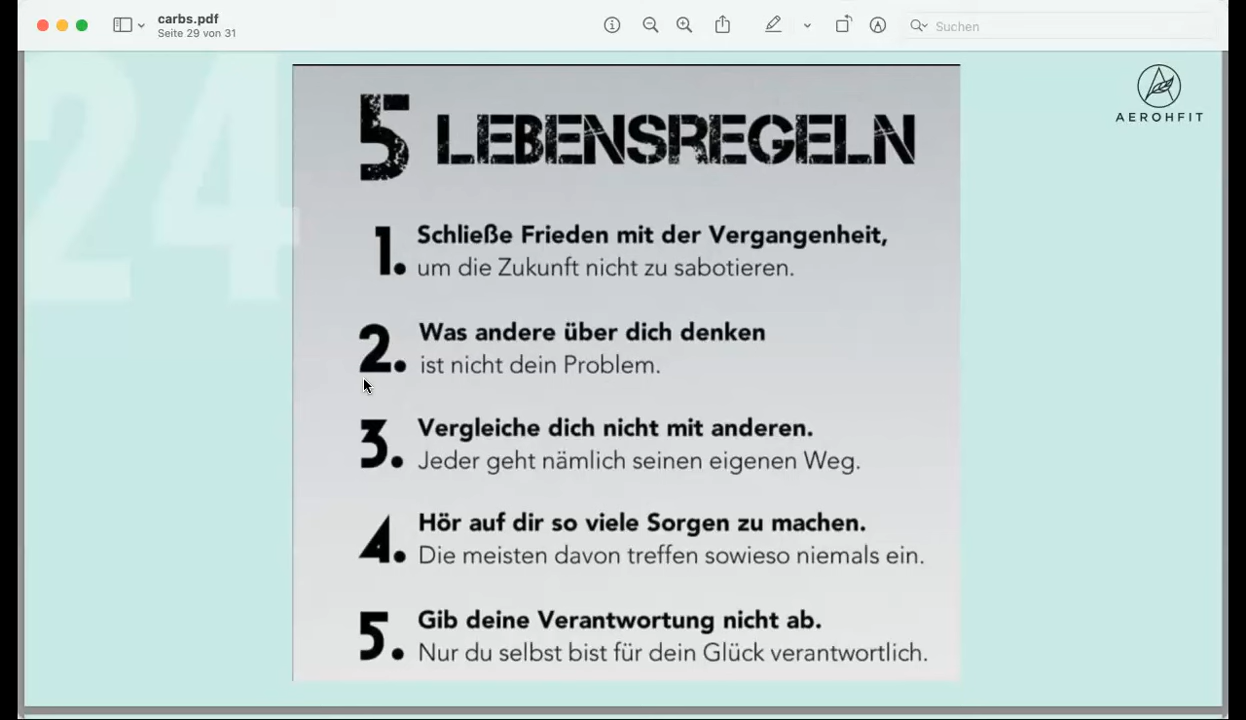 carbs.pdf
Seite 29 von 31
Suchen
24
AEROHFIT
5 LEBENSREGELN
1. Schließe Frieden mit der Vergangenheit,
um die Zukunft nicht zu sabotieren.
2. Was andere über dich denken
ist nicht dein Problem.
3. Vergleiche dich nicht mit anderen.
Jeder geht nämlich seinen eigenen Weg.
4. Hör auf dir so viele Sorgen zu machen.
Die meisten davon treffen sowieso niemals ein.
5. Gib deine Verantwortung nicht ab.
Nur du selbst bist für dein Glück verantwortlich.